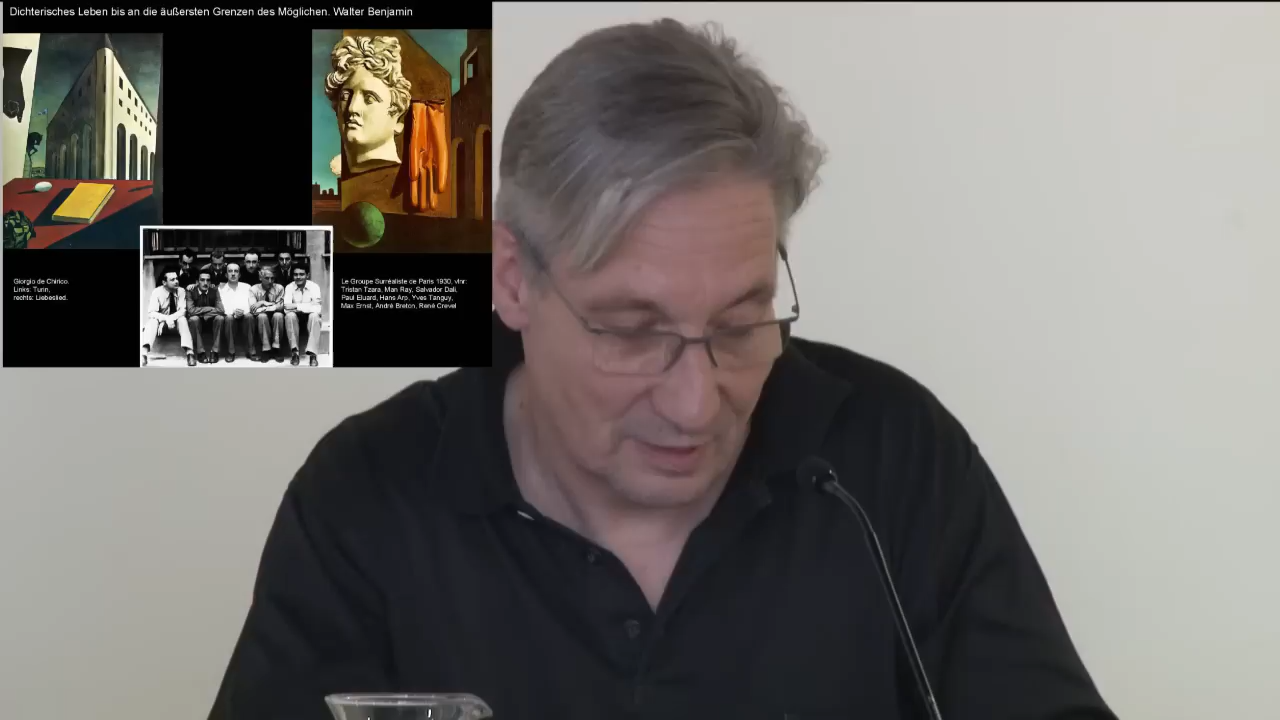 Dichterisches Leben bis an die äußersten Grenzen des Möglichen. Walter Benjamin
Giorgio de Chirico.
Links: Turin,
rechts: Liebeslied.
Le Groupe Surréaliste de Paris 1930, vlnr:
Tristan Tzara, Man Ray, Salvador Dali,
Paul Eluard, Hans Arp, Yves Tanguy,
Max Ernst, André Breton, René Crevel